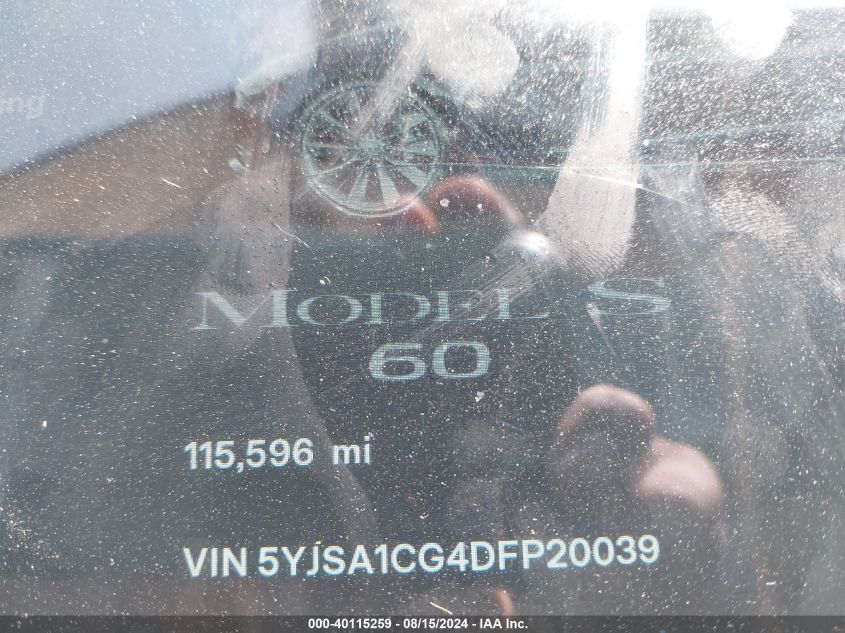 MODEL S
60
115,596 mi
VIN 5YJSA1CG4DFP20039
000-40115259 - 08/15/2024 - IAA Inc.